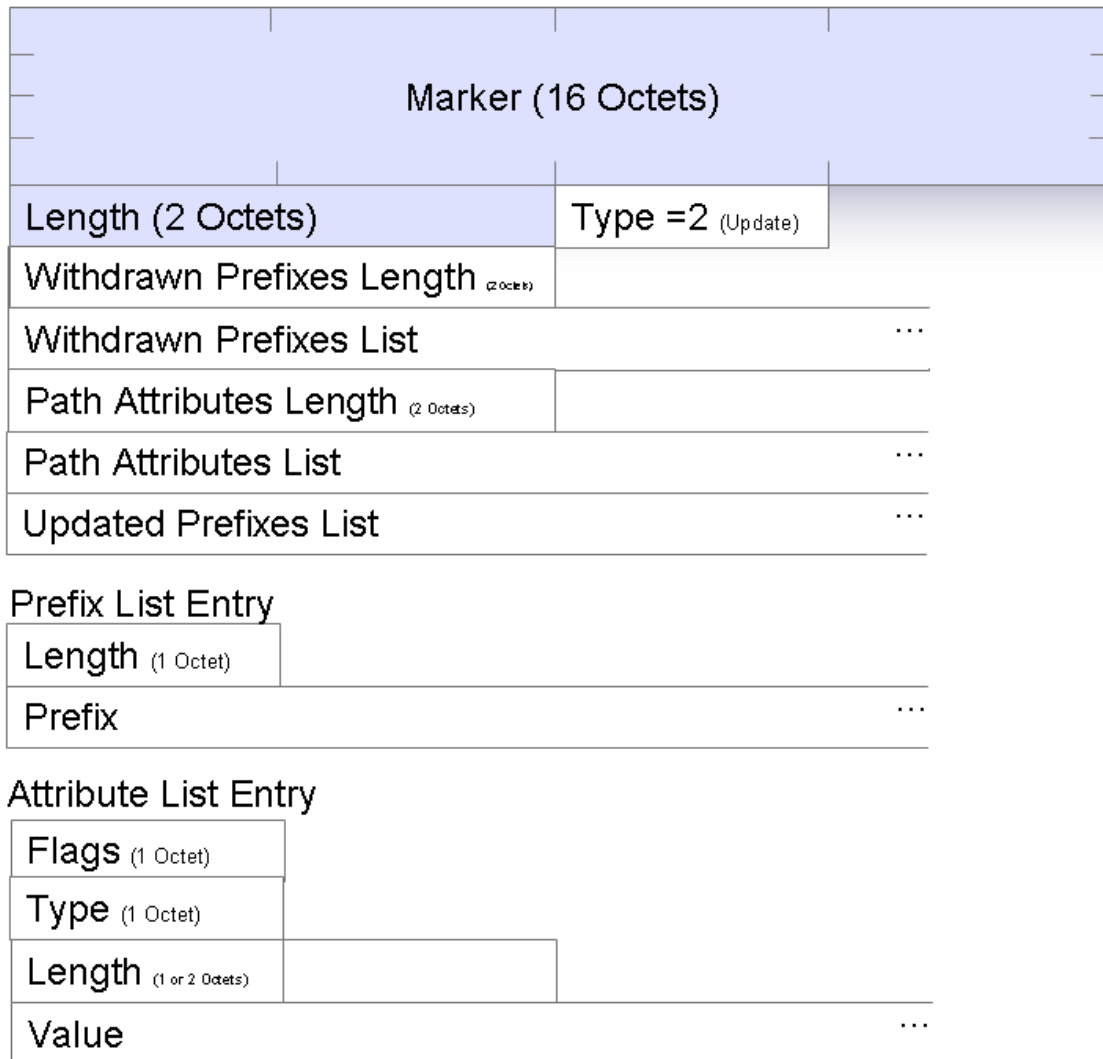 Marker (16 Octets)
Length (2 Octets)
Type =2 (Update)
Withdrawn Prefixes Length (2 Octets)
Withdrawn Prefixes List ...
Path Attributes Length (2 Octets)
Path Attributes List ...
Updated Prefixes List ...
Prefix List Entry
Length (1 Octet)
Prefix ...
Attribute List Entry
Flags (1 Octet)
Type (1 Octet)
Length (1 or 2 Octets)
Value ...